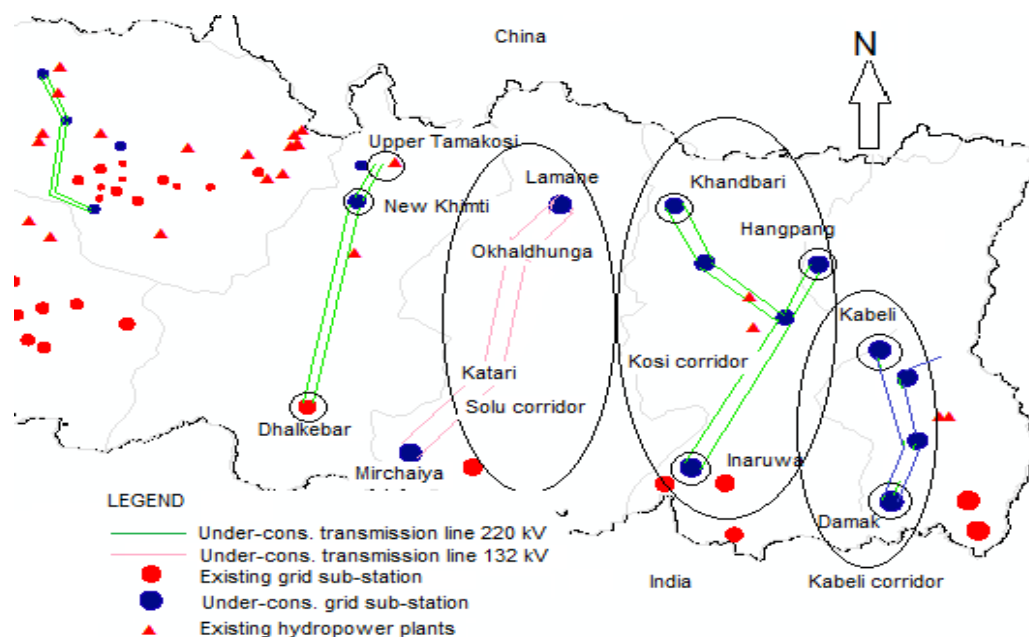 China
N
Upper Tamakosi
Lamane
Khandbari
New Khimti
Hangpang
Okhaldhunga
Kabeli
Kosi corridor
Katari
Solu corridor
Dhalkebar
Mirchaiya
Inaruwa
Damak
LEGEND
Under-cons. transmission line 220 kV
Under-cons. transmission line 132 kV
Existing grid sub-station
India
Kabeli corridor
Under-cons. grid sub-station
Existing hydropower plants